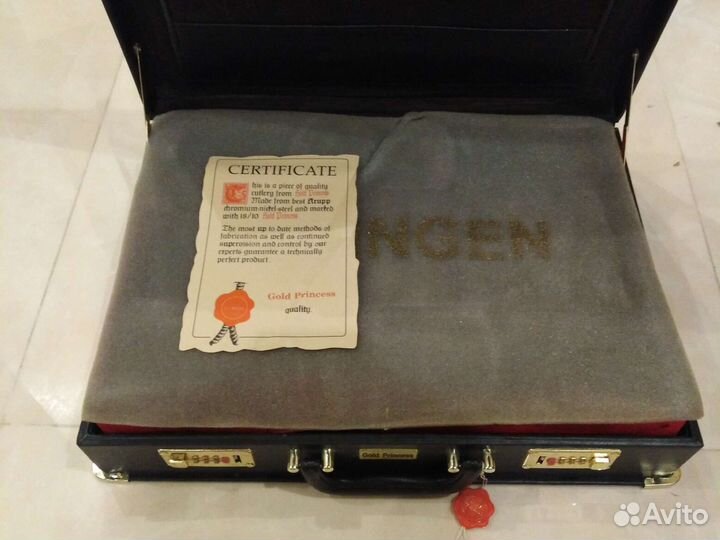 CERTIFICATE
This is a piece of quality
cutlery from Gold Princess
Made from best Krupp
chromium-nickel-steel and marked
with 18/10 Gold Princess
The most up to date methods of
fabrication as well as continued
supervision and control by our
experts guarantee a technically
perfect product.
Gold Princess
quality.
INGEN
Gold Princess
Avito